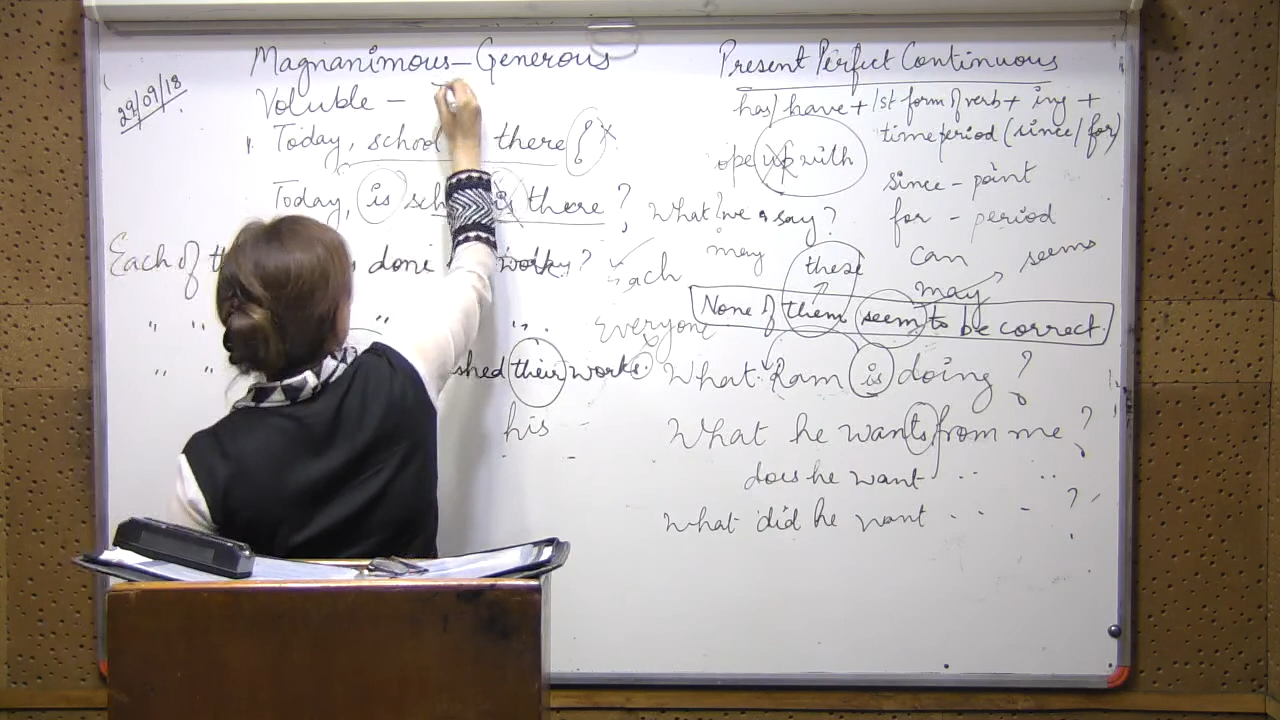 29/09/18
Magnanimous - Generous
Voluble -
Today, school there
Today, is is there ?
Each of done work ?
each
Everyone
shed their works.
his -
Present Perfect Continuous
has/have + 1st form of verb + ing +
time period (since/for)
with
since - point
What we say ?
for - period
may
these
can
seems
may
None of them seem to be correct.
What Ram is doing ?
What he wants from me ?
does he want . . . .
What did he want . . - ?